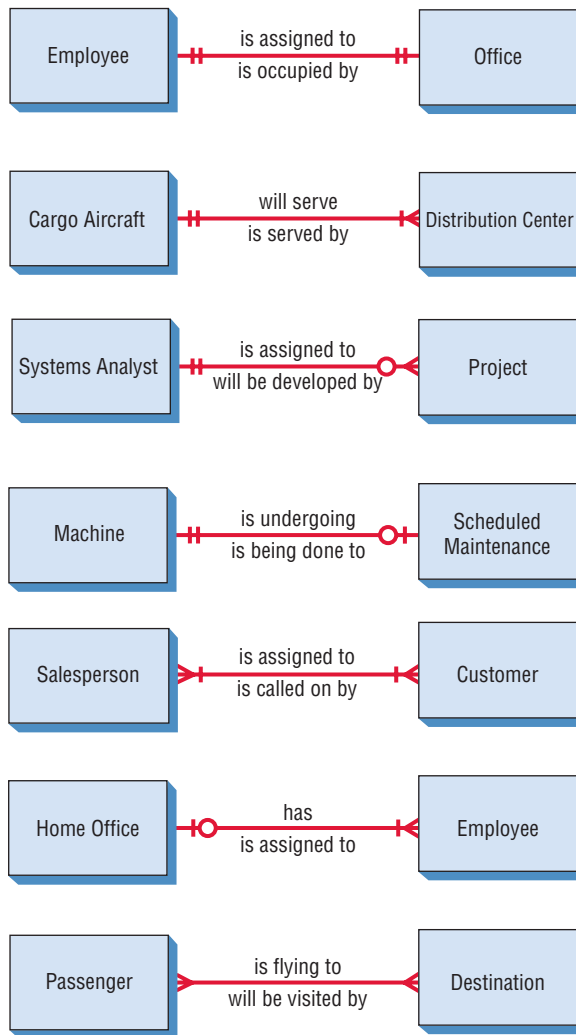 Employee
is assigned to
is occupied by
Office
Cargo Aircraft
will serve
is served by
Distribution Center
Systems Analyst
is assigned to
will be developed by
Project
Machine
is undergoing
is being done to
Scheduled
Maintenance
Salesperson
is assigned to
is called on by
Customer
Home Office
has
is assigned to
Employee
Passenger
is flying to
will be visited by
Destination